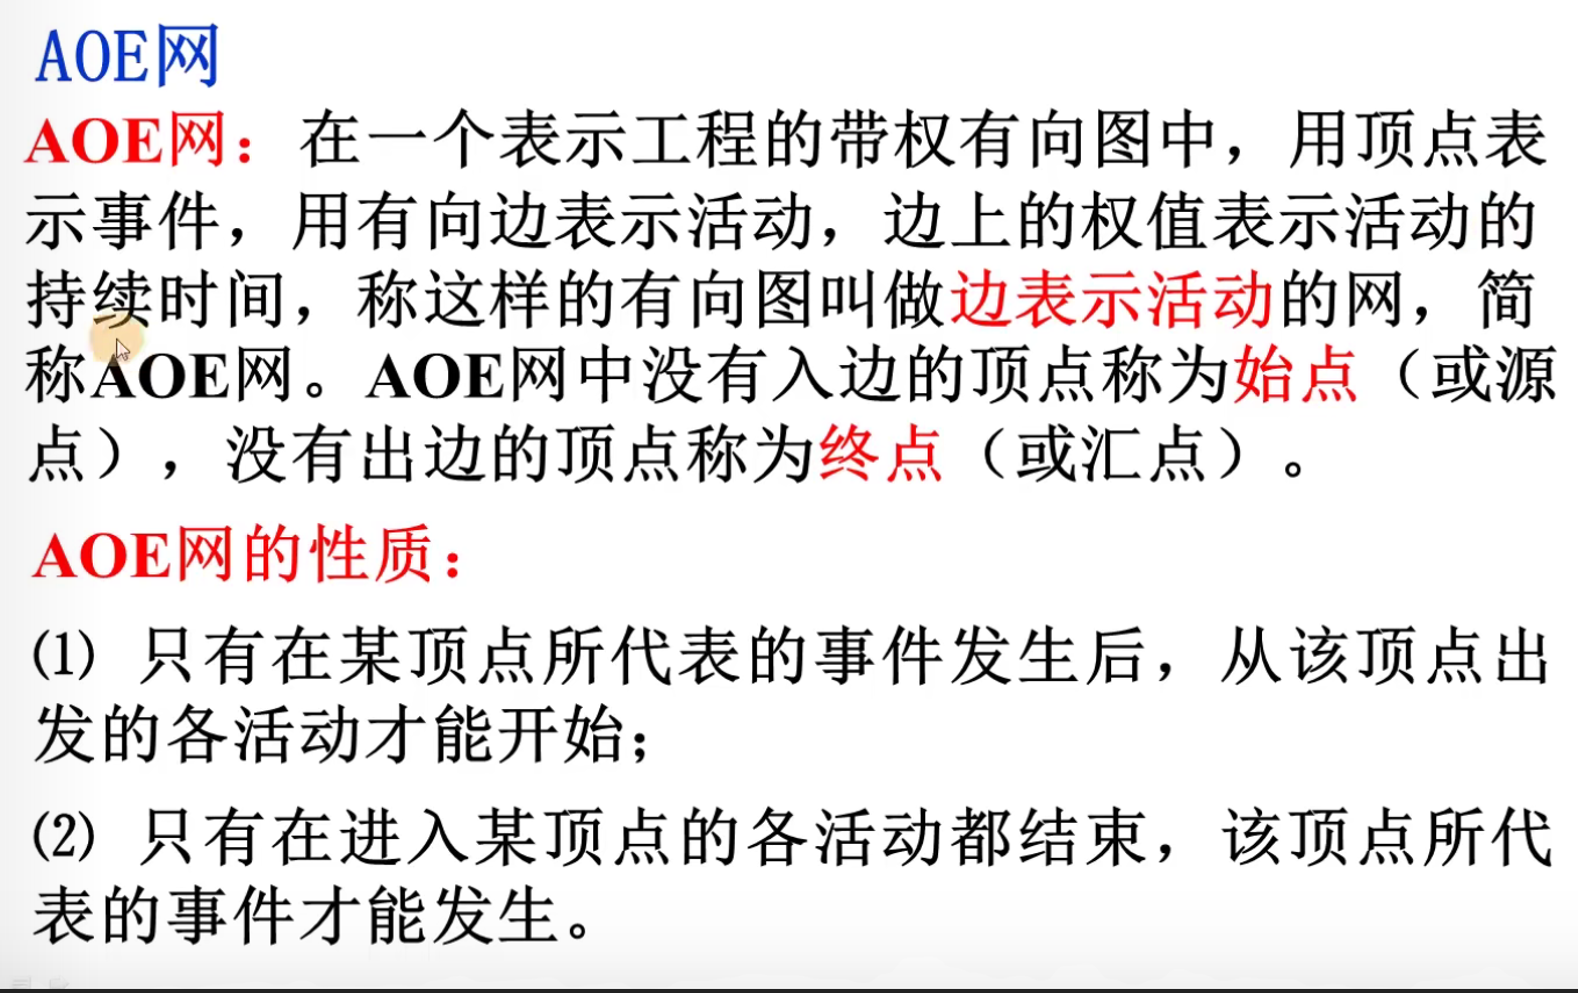 AOE网
AOE网：在一个表示工程的带权有向图中，用顶点表
示事件，用有向边表示活动，边上的权值表示活动的
持续时间，称这样的有向图叫做边表示活动的网，简
称AOE网。AOE网中没有入边的顶点称为始点（或源
点），没有出边的顶点称为终点（或汇点）。
AOE网的性质：
(1) 只有在某顶点所代表的事件发生后，从该顶点出
发的各活动才能开始；
(2) 只有在进入某顶点的各活动都结束，该顶点所代
表的事件才能发生。